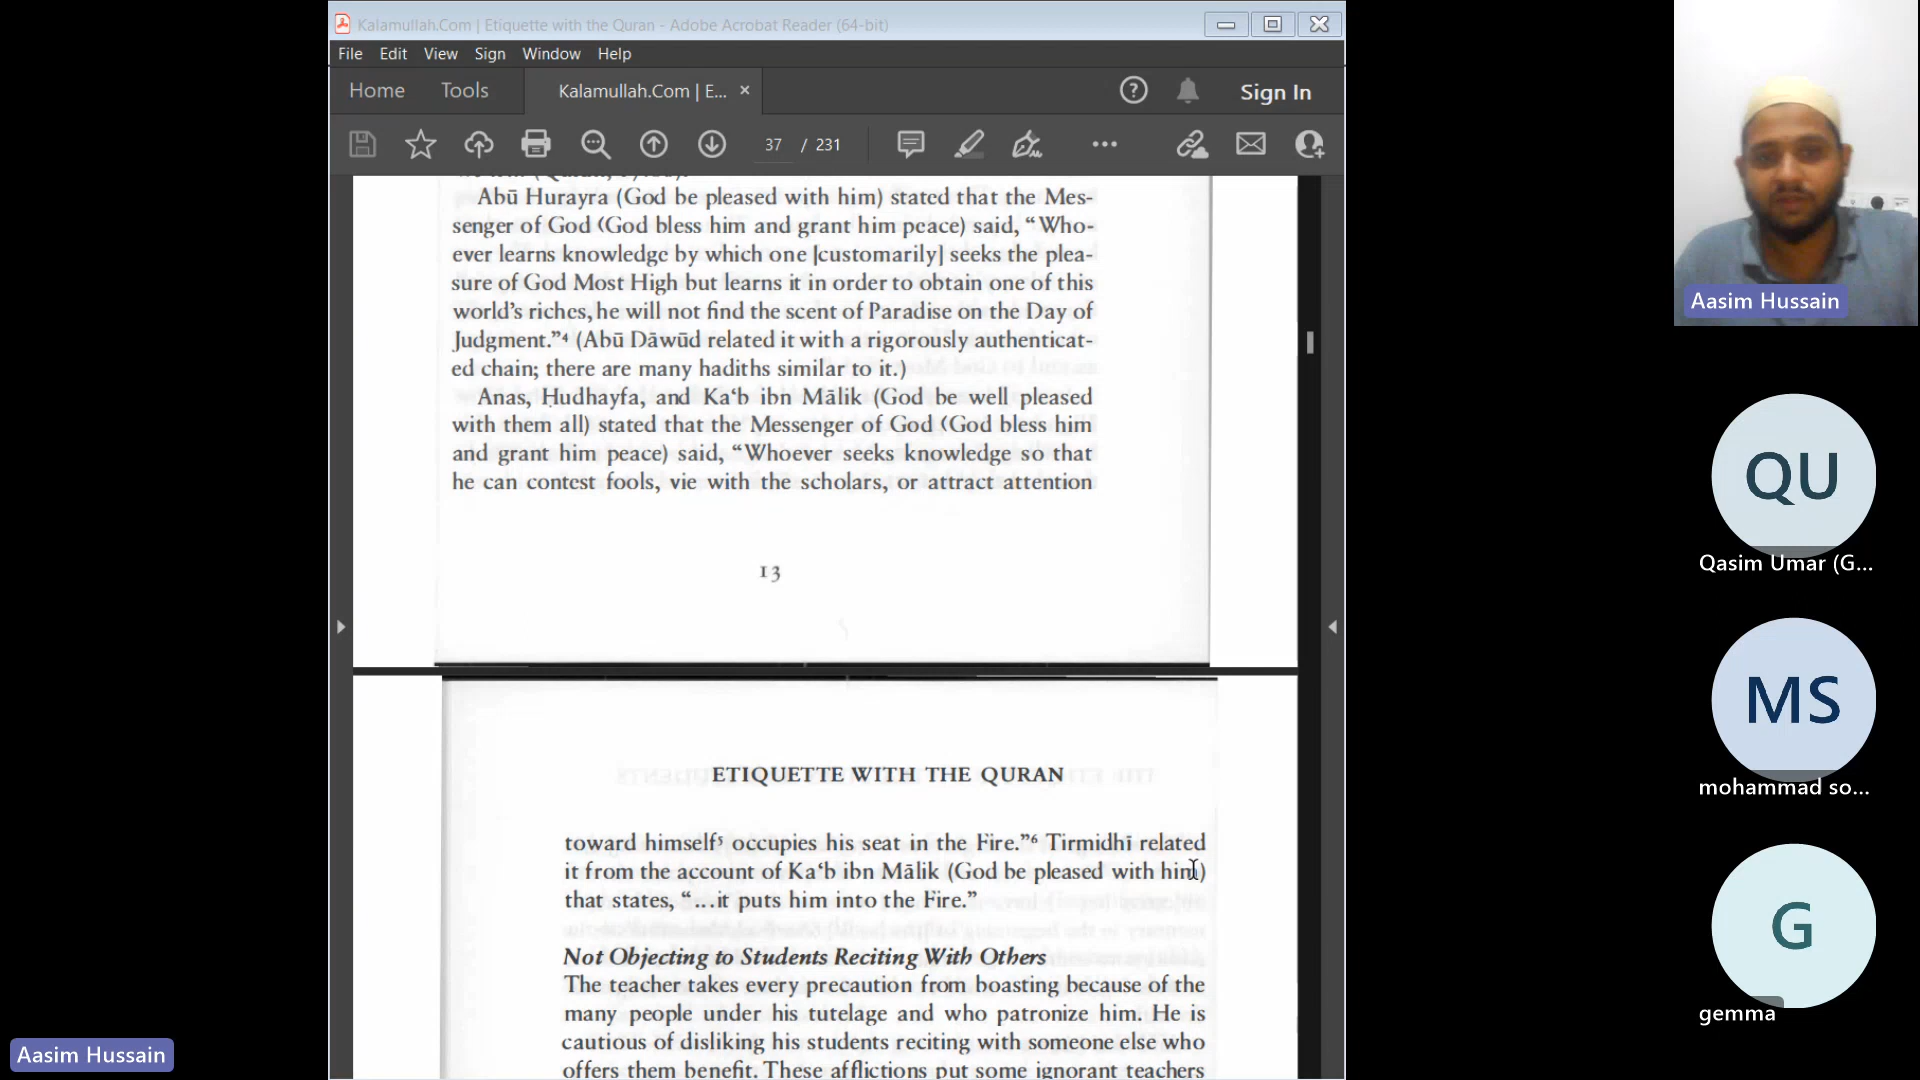 Kalamullah.Com | Etiquette with the Quran - Adobe Acrobat Reader (64-bit)
File Edit View Sign Window Help
Home Tools Kalamullah.Com | E... × ? Sign In
37 / 231
Abū Hurayra (God be pleased with him) stated that the Mes-
senger of God (God bless him and grant him peace) said, “Who-
ever learns knowledge by which one [customarily] seeks the plea-
sure of God Most High but learns it in order to obtain one of this
world's riches, he will not find the scent of Paradise on the Day of
Judgment.”⁴ (Abū Dāwūd related it with a rigorously authenticat-
ed chain; there are many hadiths similar to it.)
Anas, Ḥudhayfa, and Kaʿb ibn Mālik (God be well pleased
with them all) stated that the Messenger of God (God bless him
and grant him peace) said, “Whoever seeks knowledge so that
he can contest fools, vie with the scholars, or attract attention
13
ETIQUETTE WITH THE QURAN
toward himself⁵ occupies his seat in the Fire.”⁶ Tirmidhī related
it from the account of Kaʿb ibn Mālik (God be pleased with him)
that states, “...it puts him into the Fire.”
Not Objecting to Students Reciting With Others
The teacher takes every precaution from boasting because of the
many people under his tutelage and who patronize him. He is
cautious of disliking his students reciting with someone else who
offers them benefit. These afflictions put some ignorant teachers
Aasim Hussain
QU
Qasim Umar (G...
MS
mohammad so...
G
gemma
Aasim Hussain